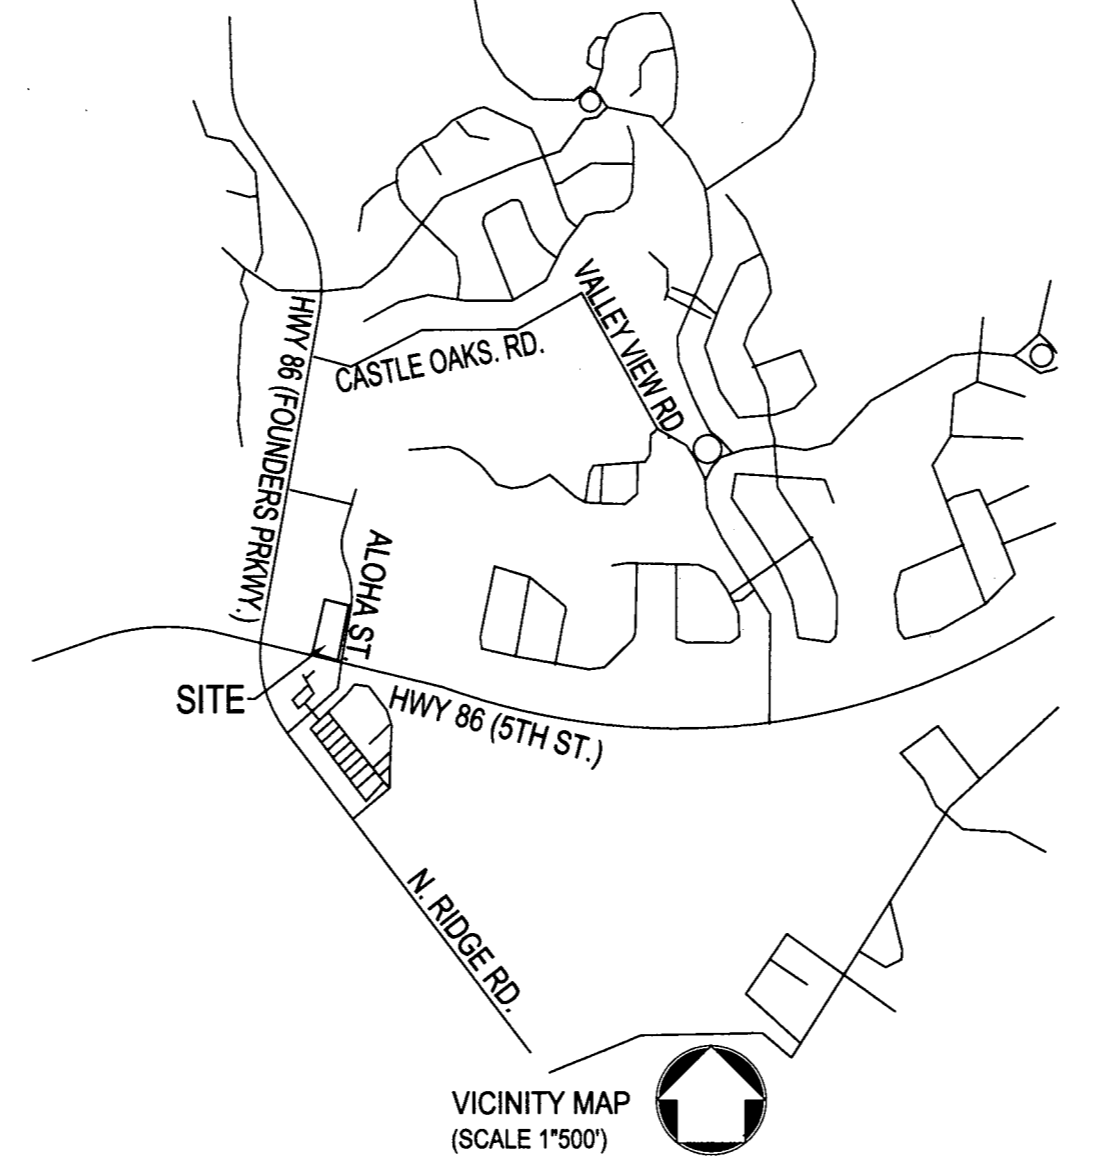 VALLEY VIEW RD.
HWY 86 (FOUNDERS PRKWY.)
CASTLE OAKS. RD.
ALOHA ST.
SITE
HWY 86 (5TH ST.)
N. RIDGE RD.
VICINITY MAP
(SCALE 1"500')